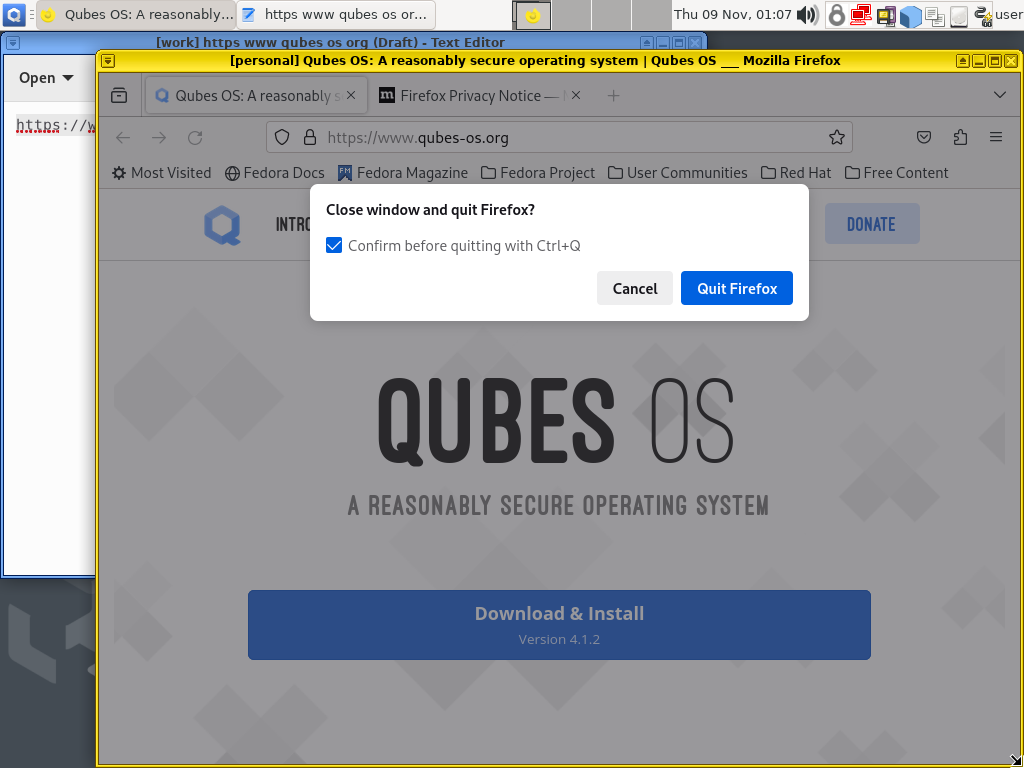 Qubes OS: A reasonably... https www qubes os or... Thu 09 Nov, 01:07 user
[work] https www qubes os org (Draft) - Text Editor
[personal] Qubes OS: A reasonably secure operating system | Qubes OS __ Mozilla Firefox
Open
Qubes OS: A reasonably s
Firefox Privacy Notice —
https://w
https://www.qubes-os.org
Most Visited Fedora Docs Fedora Magazine Fedora Project User Communities Red Hat Free Content
INTRO
DONATE
Close window and quit Firefox?
Confirm before quitting with Ctrl+Q
Cancel Quit Firefox
QUBES OS
A REASONABLY SECURE OPERATING SYSTEM
Download & Install
Version 4.1.2